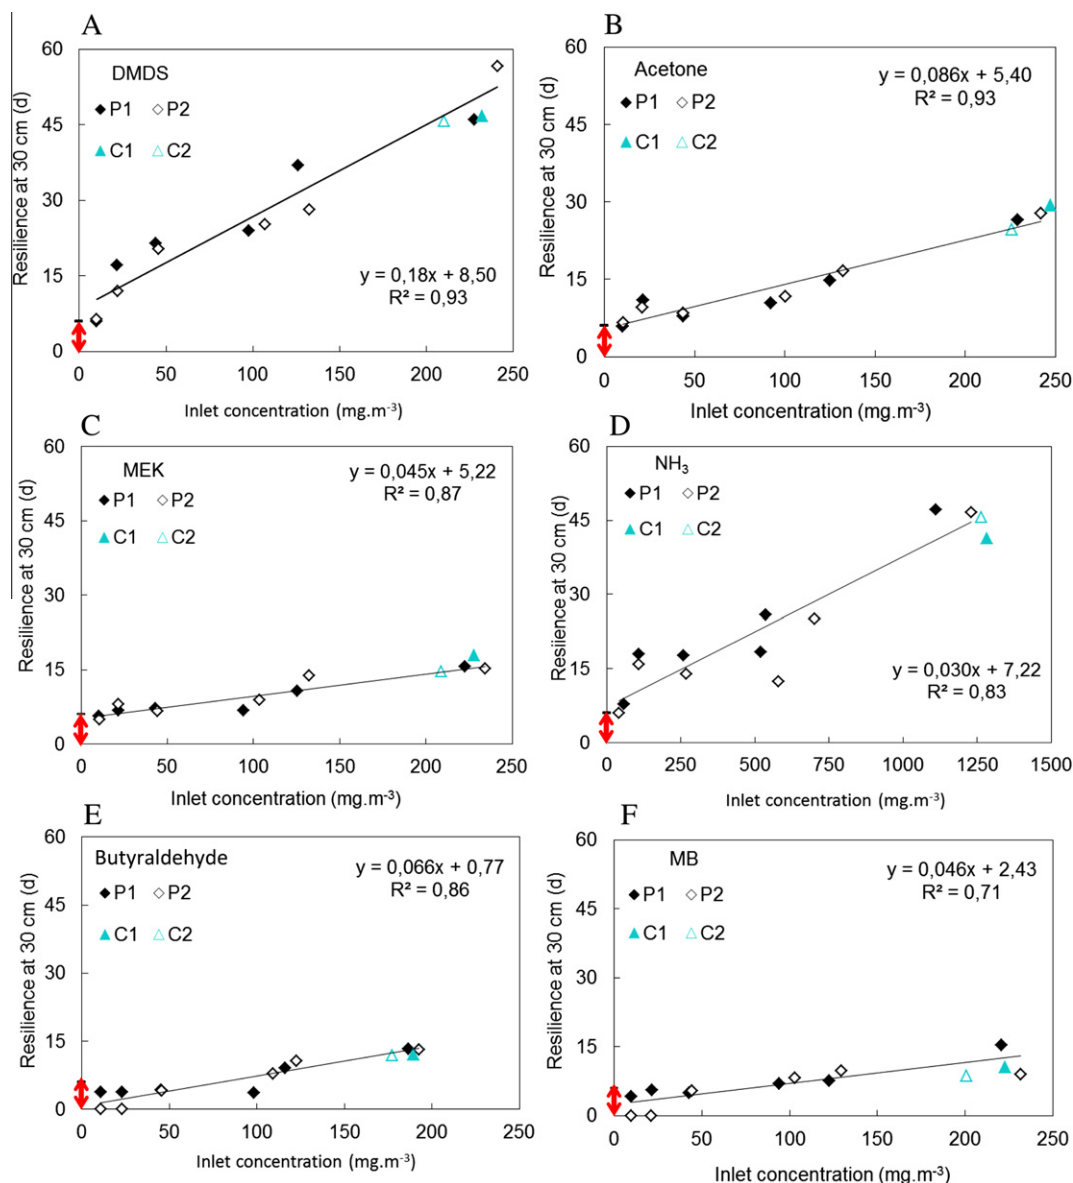 A
DMDS
P1 P2
C1 C2
y = 0,18x + 8,50
R² = 0,93
Resilience at 30 cm (d)
60
45
30
15
0
0 50 100 150 200 250
Inlet concentration (mg.m⁻³)
B
Acetone
y = 0,086x + 5,40
R² = 0,93
P1 P2
C1 C2
Resilience at 30 cm (d)
60
45
30
15
0
0 50 100 150 200 250
Inlet concentration (mg.m⁻³)
C
MEK
y = 0,045x + 5,22
R² = 0,87
P1 P2
C1 C2
Resilience at 30 cm (d)
60
45
30
15
0
0 50 100 150 200 250
Inlet concentration (mg.m⁻³)
D
NH₃
P1 P2
C1 C2
y = 0,030x + 7,22
R² = 0,83
Resilience at 30 cm (d)
60
45
30
15
0
0 250 500 750 1000 1250 1500
Inlet concentration (mg.m⁻³)
E
Butyraldehyde
y = 0,066x + 0,77
R² = 0,86
P1 P2
C1 C2
Resilience at 30 cm (d)
60
45
30
15
0
0 50 100 150 200 250
Inlet concentration (mg.m⁻³)
F
MB
y = 0,046x + 2,43
R² = 0,71
P1 P2
C1 C2
Resilience at 30 cm (d)
60
45
30
15
0
0 50 100 150 200 250
Inlet concentration (mg.m⁻³)